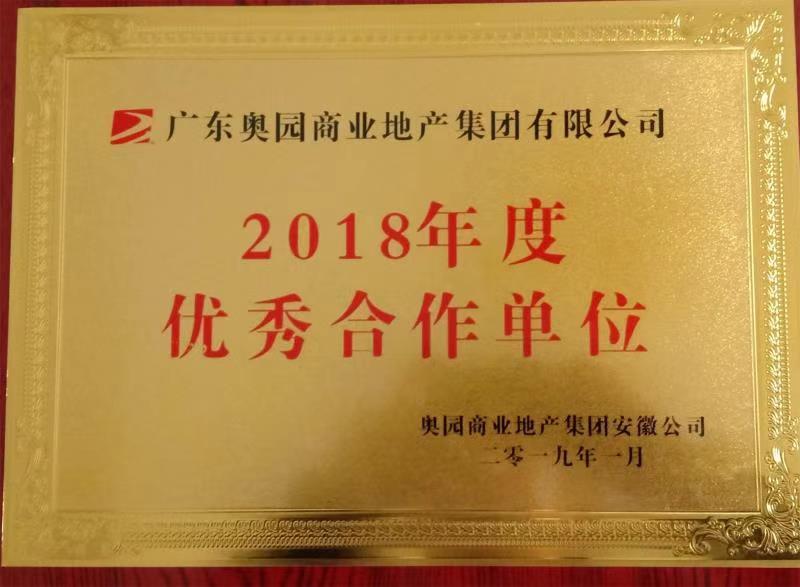 广东奥园商业地产集团有限公司
2018年度
优秀合作单位
奥园商业地产集团安徽公司
二零一九年一月